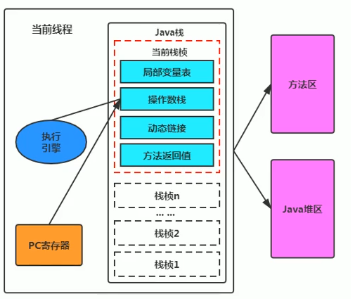 当前线程
Java栈
当前栈桢
局部变量表
操作数栈
动态链接
方法返回值
栈桢n
... ...
栈桢2
栈桢1
执行
引擎
PC寄存器
方法区
Java堆区